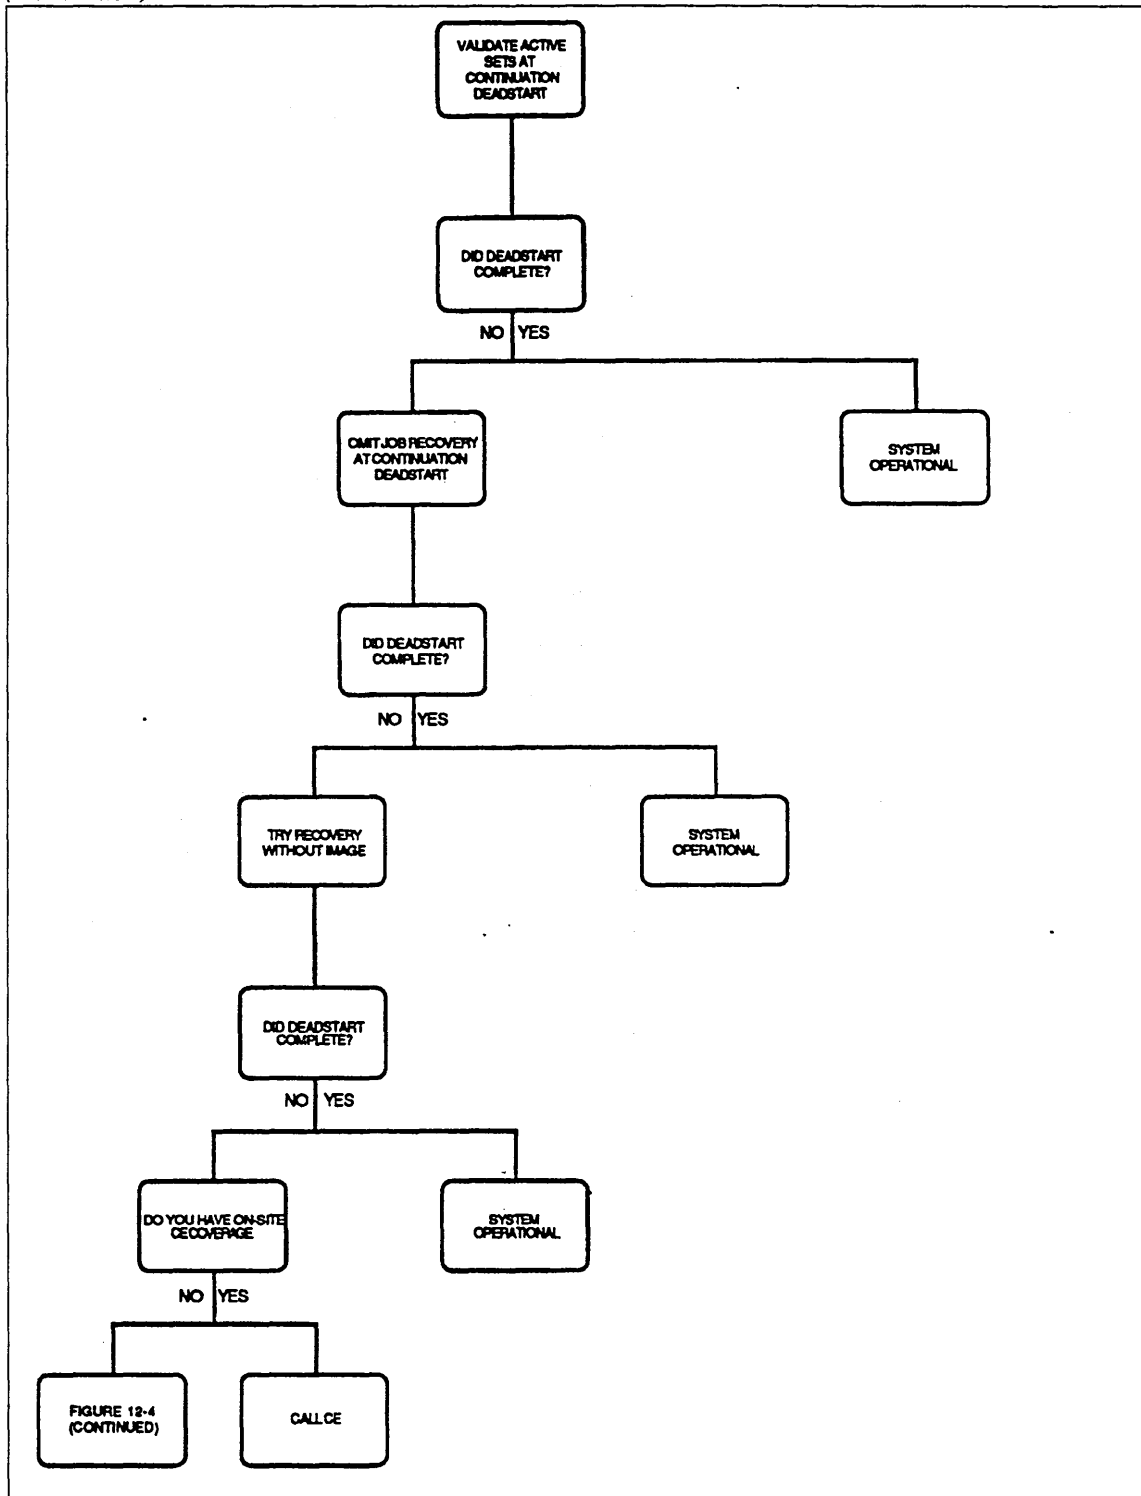 VALIDATE ACTIVE
SETS AT
CONTINUATION
DEADSTART
DID DEADSTART
COMPLETE?
NO YES
OMIT JOB RECOVERY
AT CONTINUATION
DEADSTART
SYSTEM
OPERATIONAL
DID DEADSTART
COMPLETE?
NO YES
TRY RECOVERY
WITHOUT IMAGE
SYSTEM
OPERATIONAL
DID DEADSTART
COMPLETE?
NO YES
DO YOU HAVE ON-SITE
CE COVERAGE
SYSTEM
OPERATIONAL
NO YES
FIGURE 12-4
(CONTINUED)
CALL CE